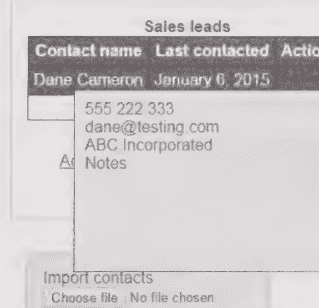 Sales leads
Contact name Last contacted Actio
Dane Cameron January 6, 2015
555 222 333
dane@testing.com
ABC Incorporated
Notes
Import contacts
Choose file No file chosen